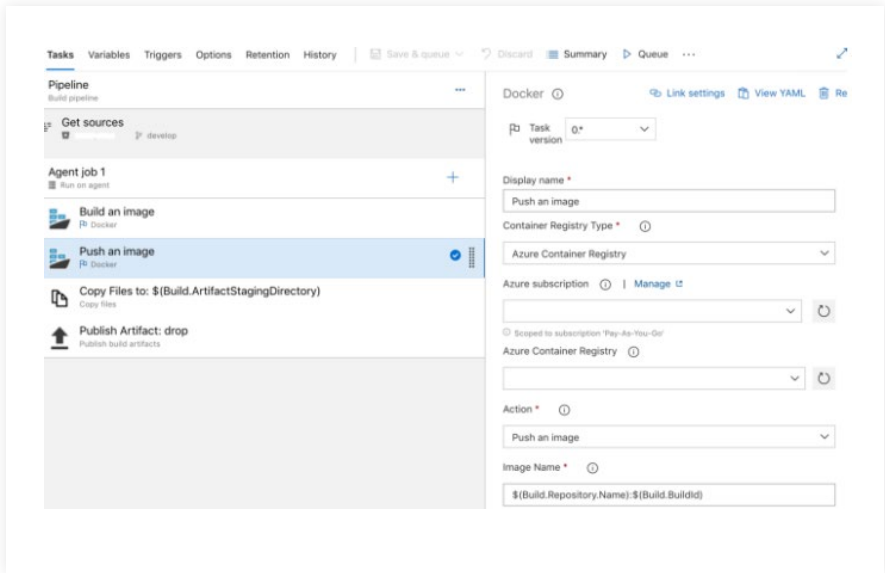 Tasks Variables Triggers Options Retention History Save & queue Discard Summary Queue ...
Pipeline
Build pipeline
Get sources
develop
Agent job 1
Run on agent
Build an image
Docker
Push an image
Docker
Copy Files to: $(Build.ArtifactStagingDirectory)
Copy files
Publish Artifact: drop
Publish build artifacts
Docker Link settings View YAML Re
Task version 0.*
Display name *
Push an image
Container Registry Type *
Azure Container Registry
Azure subscription | Manage
Scoped to subscription 'Pay-As-You-Go'
Azure Container Registry
Action *
Push an image
Image Name *
$(Build.Repository.Name):$(Build.BuildId)